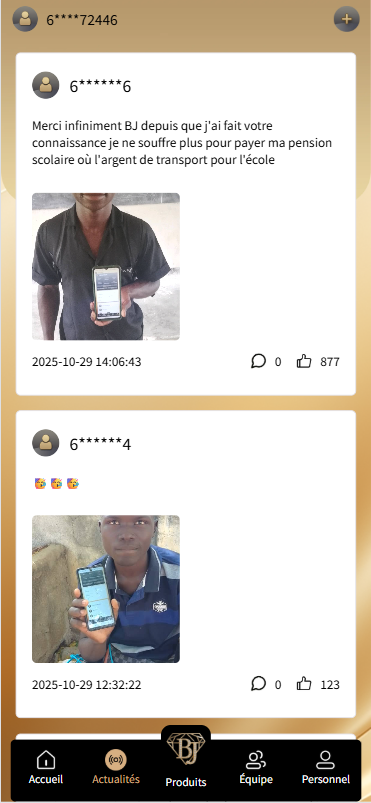 6****72446
6******6
Merci infiniment BJ depuis que j'ai fait votre
connaissance je ne souffre plus pour payer ma pension
scolaire où l'argent de transport pour l'école
2025-10-29 14:06:43
0
877
6******4
2025-10-29 12:32:22
0
123
BJ
Accueil
Actualités
Produits
Équipe
Personnel